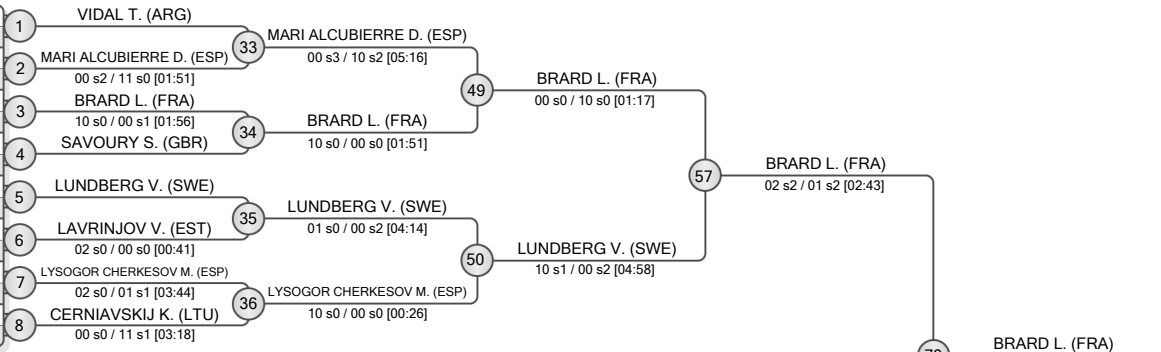 1
VIDAL T. (ARG)
2
MARI ALCUBIERRE D. (ESP)
00 s2 / 11 s0 [01:51]
33
MARI ALCUBIERRE D. (ESP)
00 s3 / 10 s2 [05:16]
3
BRARD L. (FRA)
10 s0 / 00 s1 [01:56]
4
SAVOURY S. (GBR)
34
BRARD L. (FRA)
10 s0 / 00 s0 [01:51]
49
BRARD L. (FRA)
00 s0 / 10 s0 [01:17]
5
LUNDBERG V. (SWE)
6
LAVRINJOV V. (EST)
02 s0 / 00 s0 [00:41]
35
LUNDBERG V. (SWE)
01 s0 / 00 s2 [04:14]
7
LYSOGOR CHERKESOV M. (ESP)
02 s0 / 01 s1 [03:44]
8
CERNIAVSKIJ K. (LTU)
00 s0 / 11 s1 [03:18]
36
LYSOGOR CHERKESOV M. (ESP)
10 s0 / 00 s0 [00:26]
50
LUNDBERG V. (SWE)
10 s1 / 00 s2 [04:58]
57
BRARD L. (FRA)
02 s2 / 01 s2 [02:43]
BRARD L. (FRA)